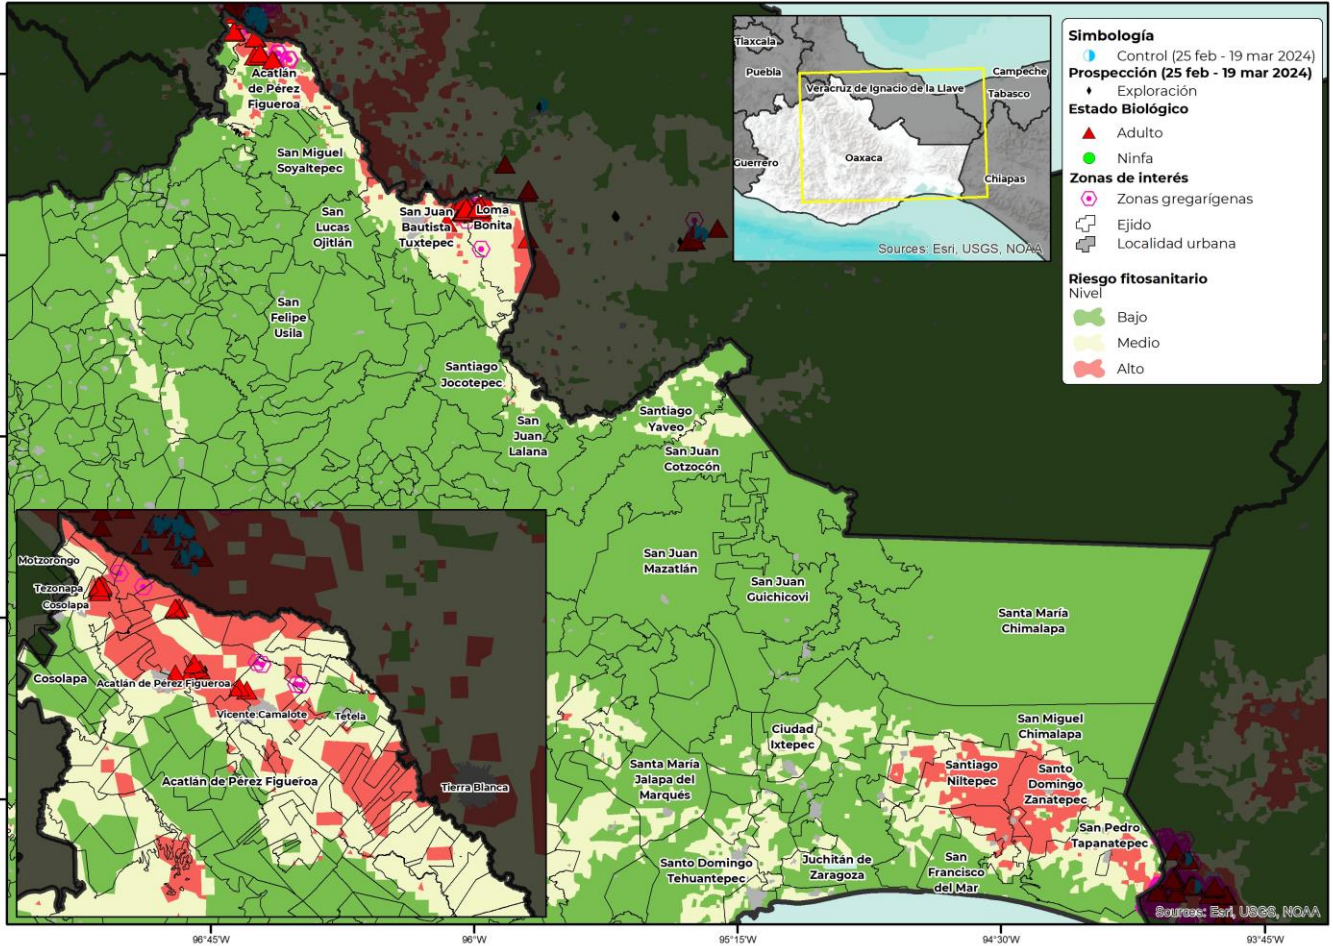 Acatlán
de Pérez
Figueroa
San Miguel
Soyaltepec
San
Lucas
Ojitlán
San Juan
Bautista
Tuxtepec
Loma
Bonita
San
Felipe
Usila
Santiago
Jocotepec
San
Juan
Lalana
Santiago
Yaveo
San Juan
Cotzocón
San Juan
Mazatlán
San Juan
Guichicovi
Santa María
Chimalapa
San Miguel
Chimalapa
Ciudad
Ixtepec
Santa María
Jalapa del
Marqués
Santiago
Niltepec
Santo
Domingo
Zanatepec
San Pedro
Tapanatepec
Santo Domingo
Tehuantepec
Juchitán de
Zaragoza
San
Francisco
del Mar
Sources: Esri, USGS, NOAA
Tlaxcala
Puebla
Veracruz de Ignacio de la Llave
Campeche
Tabasco
Guerrero
Oaxaca
Chiapas
Sources: Esri, USGS, NOAA
Simbología
Control (25 feb - 19 mar 2024)
Prospección (25 feb - 19 mar 2024)
Exploración
Estado Biológico
Adulto
Ninfa
Zonas de interés
Zonas gregarígenas
Ejido
Localidad urbana
Riesgo fitosanitario
Nivel
Bajo
Medio
Alto
Motzorongo
Tezonapa
Cosolapa
Cosolapa
Acatlán de Pérez Figueroa
Vicente Camalote
Tetela
Acatlán de Pérez Figueroa
Tierra Blanca
96°45'W
96°W
95°15'W
94°30'W
93°45'W